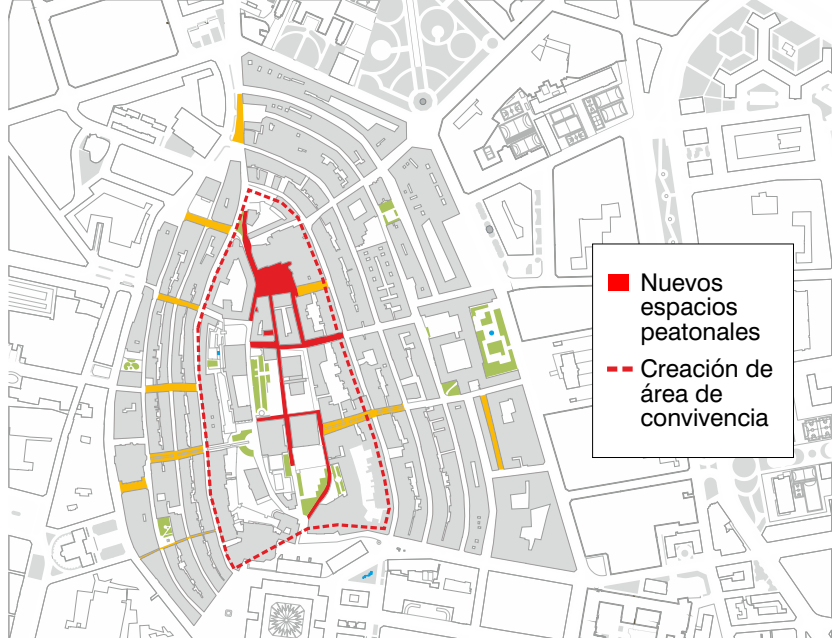 Nuevos
espacios
peatonales
Creación de
área de
convivencia